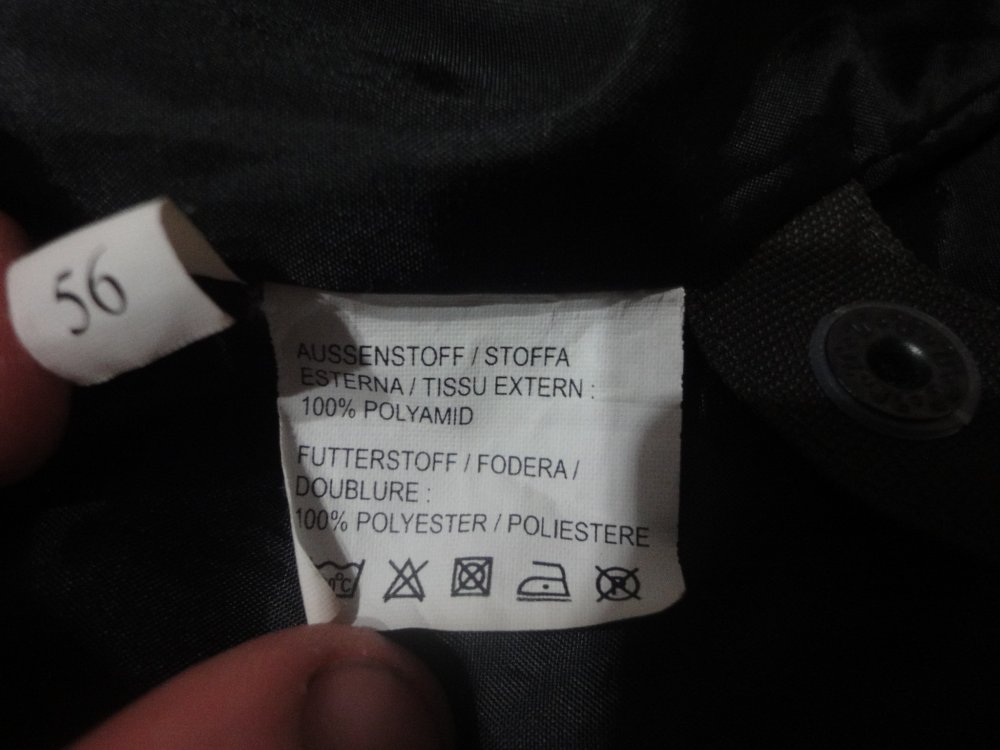 56
AUSSENSTOFF / STOFFA
ESTERNA / TISSU EXTERN :
100% POLYAMID
FUTTERSTOFF / FODERA /
DOUBLURE :
100% POLYESTER / POLIESTERE